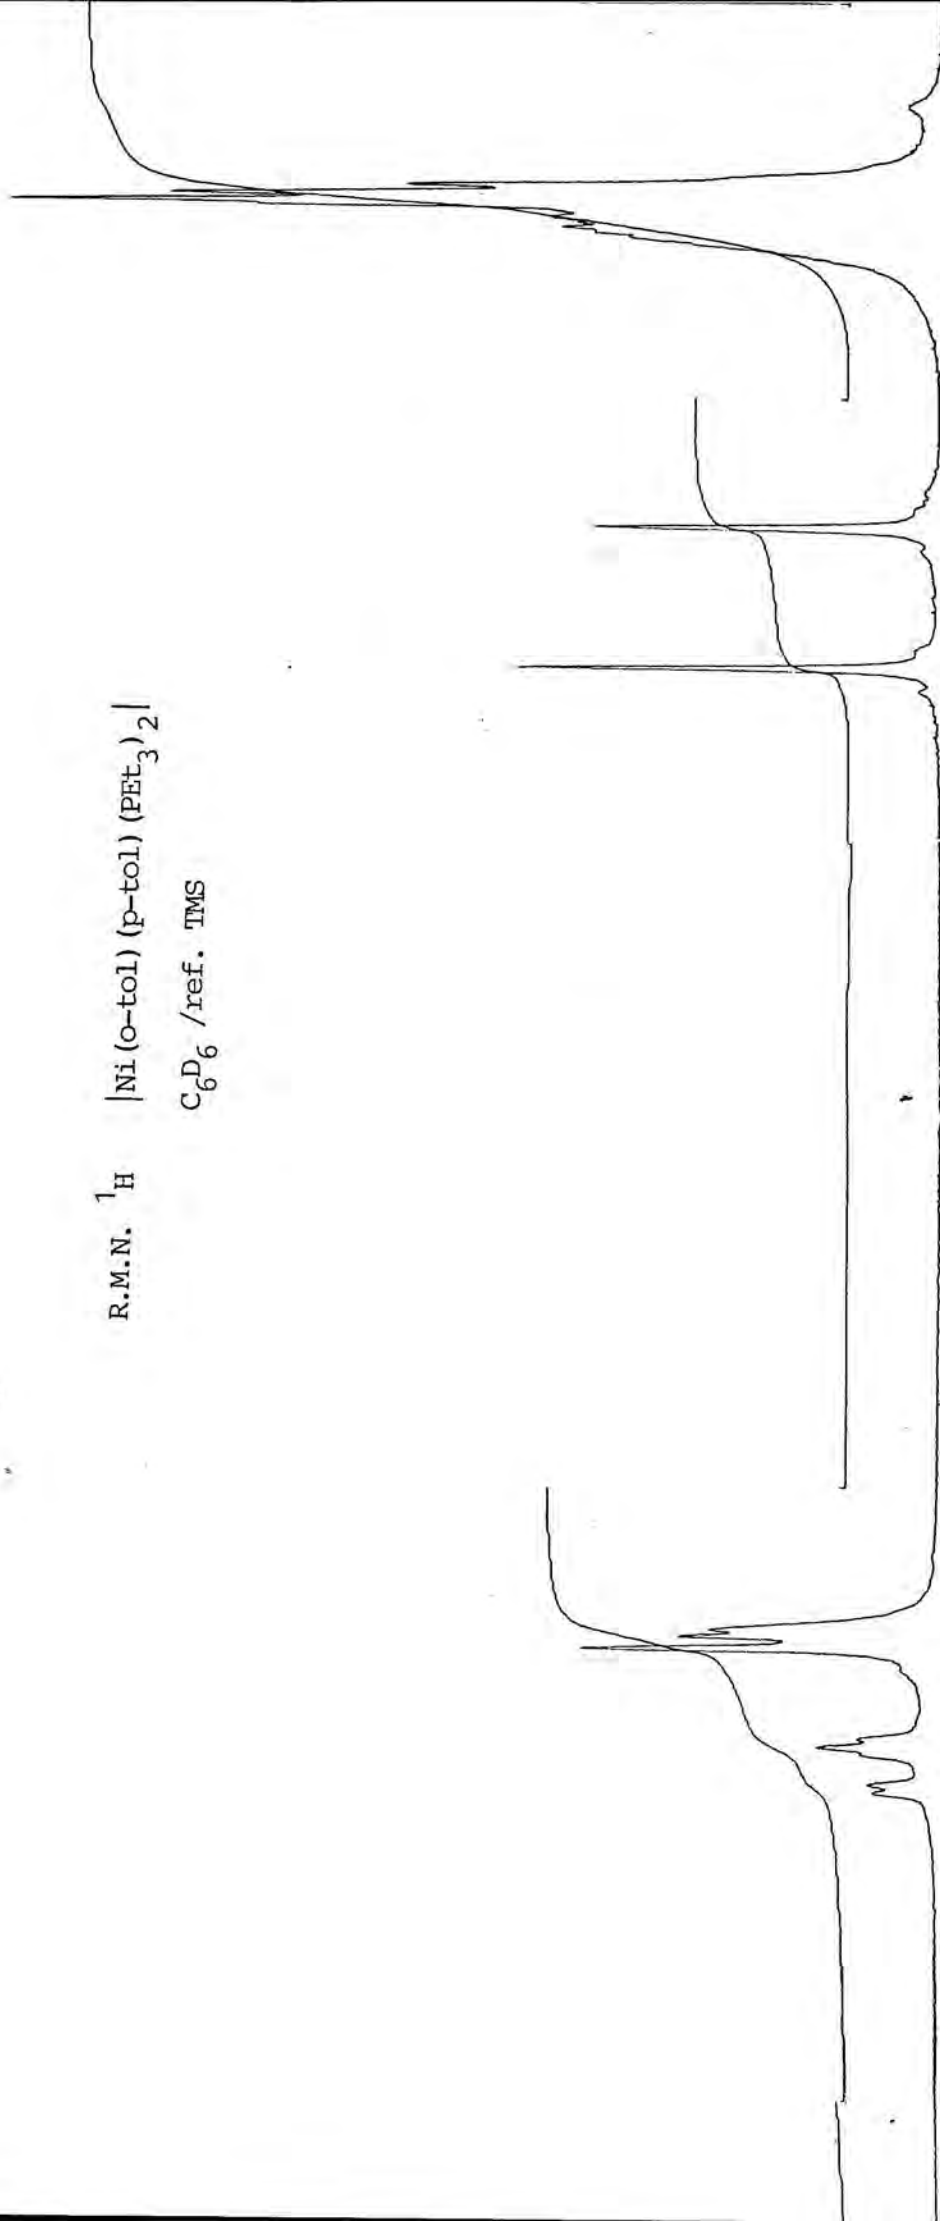 R.M.N. ¹H |Ni(o-tol)(p-tol)(PEt₃)₂|
C₆D₆ /ref. TMS